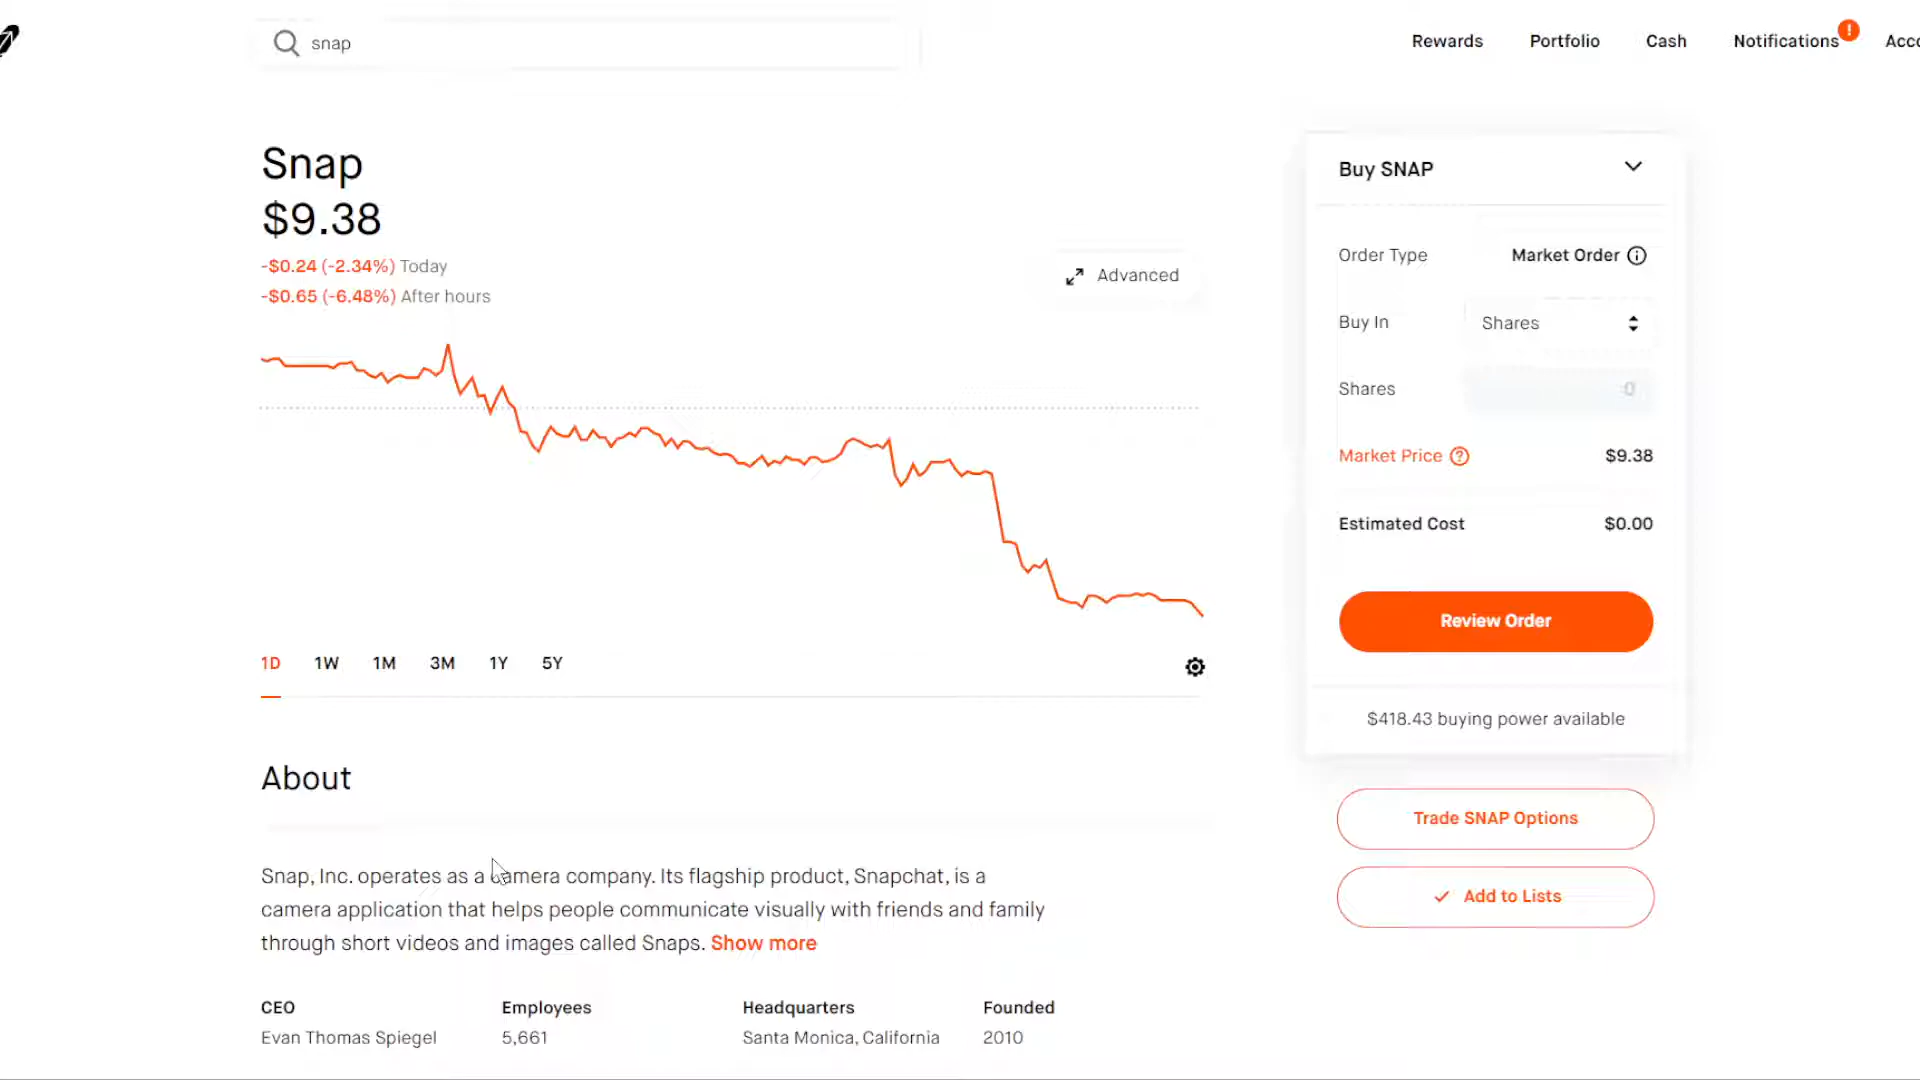 snap
Rewards
Portfolio
Cash
Notifications
!
Acco
Snap
$9.38
-$0.24 (-2.34%) Today
-$0.65 (-6.48%) After hours
Advanced
1D
1W
1M
3M
1Y
5Y
About
Snap, Inc. operates as a camera company. Its flagship product, Snapchat, is a
camera application that helps people communicate visually with friends and family
through short videos and images called Snaps. Show more
CEO
Evan Thomas Spiegel
Employees
5,661
Headquarters
Santa Monica, California
Founded
2010
Buy SNAP
Order Type
Market Order
Buy In
Shares
Shares
0
Market Price ?
$9.38
Estimated Cost
$0.00
Review Order
$418.43 buying power available
Trade SNAP Options
Add to Lists